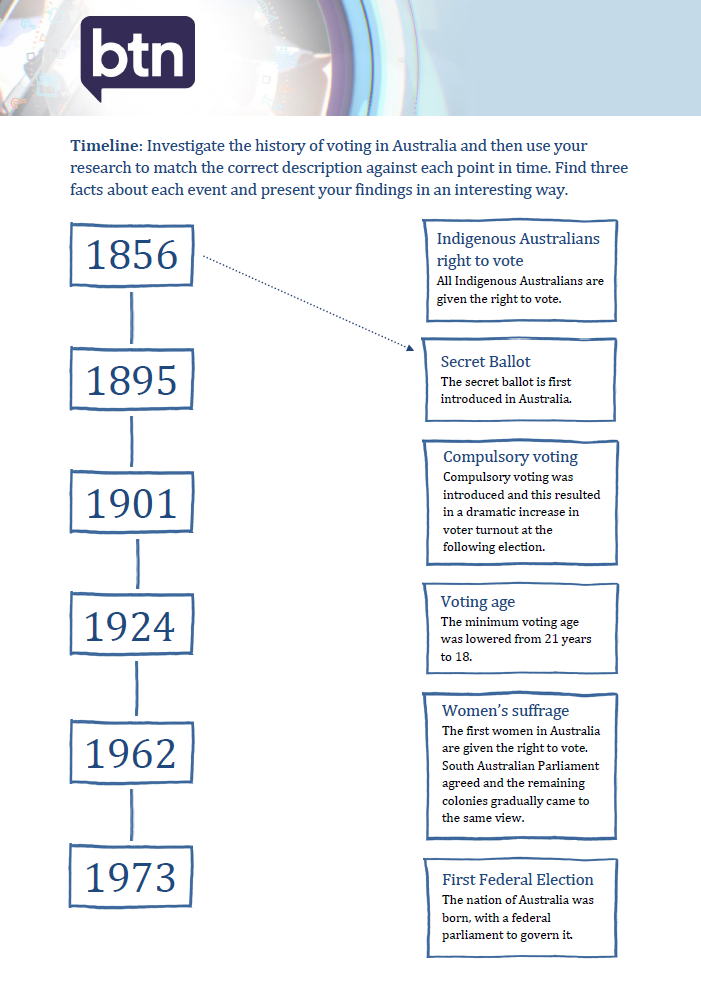 btn
Timeline: Investigate the history of voting in Australia and then use your
research to match the correct description against each point in time. Find three
facts about each event and present your findings in an interesting way.
1856
1895
1901
1924
1962
1973
Indigenous Australians
right to vote
All Indigenous Australians are
given the right to vote.
Secret Ballot
The secret ballot is first
introduced in Australia.
Compulsory voting
Compulsory voting was
introduced and this resulted
in a dramatic increase in
voter turnout at the
following election.
Voting age
The minimum voting age
was lowered from 21 years
to 18.
Women's suffrage
The first women in Australia
are given the right to vote.
South Australian Parliament
agreed and the remaining
colonies gradually came to
the same view.
First Federal Election
The nation of Australia was
born, with a federal
parliament to govern it.